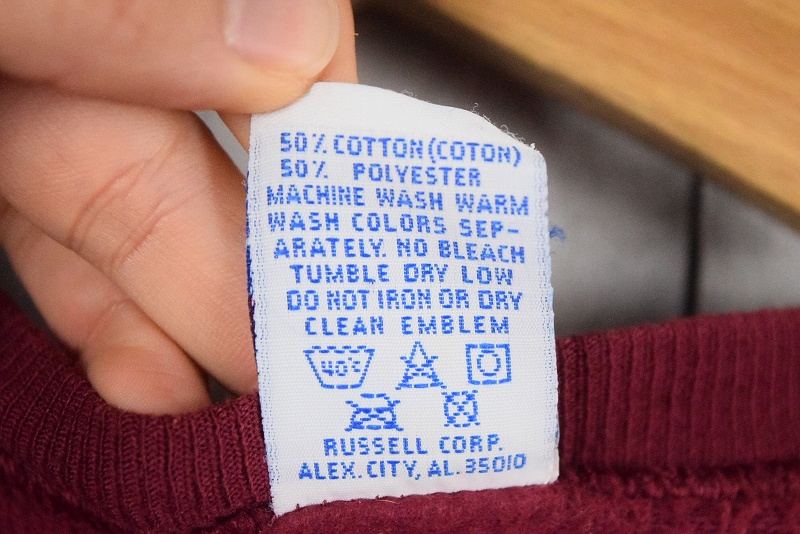 50% COTTON (COTON)
50% POLYESTER
MACHINE WASH WARM
WASH COLORS SEP-
ARATELY. NO BLEACH
TUMBLE DRY LOW
DO NOT IRON OR DRY
CLEAN EMBLEM
40°C
RUSSELL CORP.
ALEX. CITY, AL. 35010